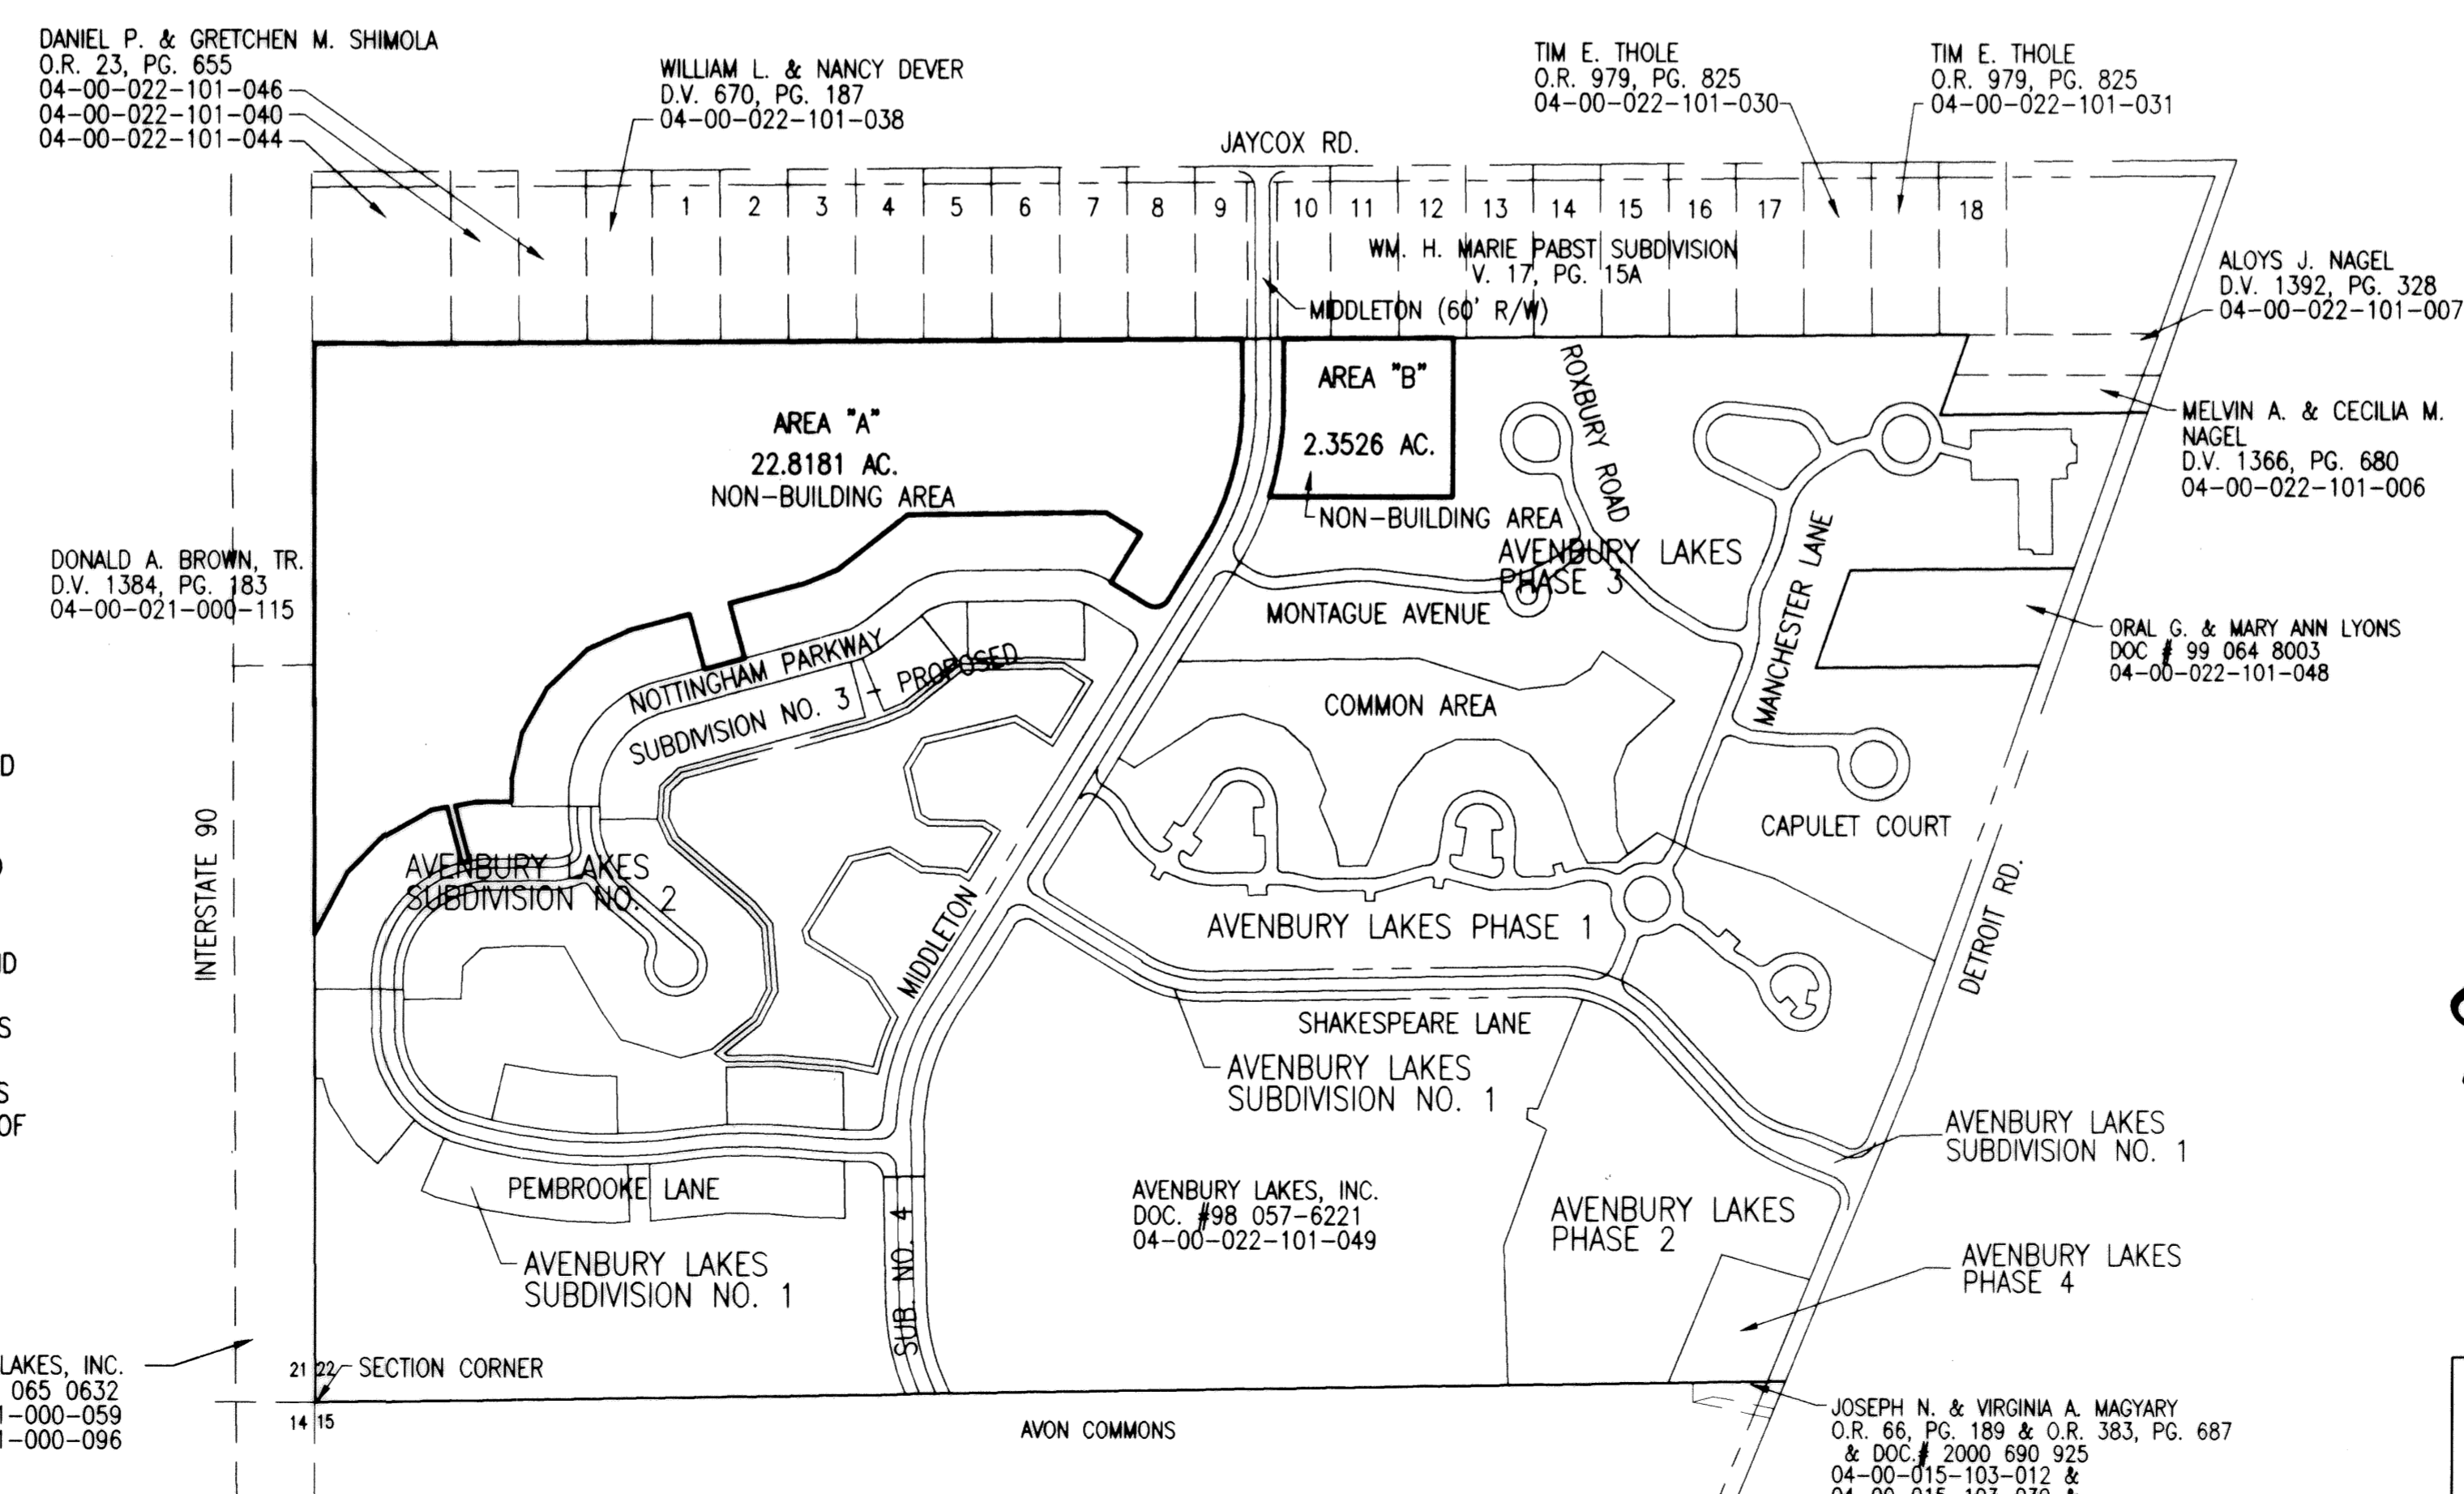 DANIEL P. & GRETCHEN M. SHIMOLA
O.R. 23, PG. 655
04-00-022-101-046
04-00-022-101-040
04-00-022-101-044
WILLIAM L. & NANCY DEVER
D.V. 670, PG. 187
04-00-022-101-038
TIM E. THOLE
O.R. 979, PG. 825
04-00-022-101-030
TIM E. THOLE
O.R. 979, PG. 825
04-00-022-101-031
JAYCOX RD.
1 2 3 4 5 6 7 8 9 10 11 12 13 14 15 16 17 18
WM. H. MARIE PABST SUBDIVISION
V. 17, PG. 15A
MIDDLETON (60' R/W)
ALOYS J. NAGEL
D.V. 1392, PG. 328
04-00-022-101-007
AREA "A"
22.8181 AC.
NON-BUILDING AREA
AREA "B"
2.3526 AC.
NON-BUILDING AREA
ROXBURY ROAD
MELVIN A. & CECILIA M.
NAGEL
D.V. 1366, PG. 680
04-00-022-101-006
AVENBURY LAKES
PHASE 3
MANCHESTER LANE
DONALD A. BROWN, TR.
D.V. 1384, PG. 183
04-00-021-000-115
MONTAGUE AVENUE
ORAL G. & MARY ANN LYONS
DOC # 99 064 8003
04-00-022-101-048
NOTTINGHAM PARKWAY
SUBDIVISION NO. 3 - PROPOSED
COMMON AREA
D
INTERSTATE 90
CAPULET COURT
AVENBURY LAKES
SUBDIVISION NO. 2
MIDDLETON
AVENBURY LAKES PHASE 1
DETROIT RD.
D
S
SHAKESPEARE LANE
AVENBURY LAKES
SUBDIVISION NO. 1
S
OF
AVENBURY LAKES
SUBDIVISION NO. 1
PEMBROOKE LANE
AVENBURY LAKES, INC.
DOC. #98 057-6221
04-00-022-101-049
AVENBURY LAKES
PHASE 2
SUB. NO. 4
AVENBURY LAKES
SUBDIVISION NO. 1
AVENBURY LAKES
PHASE 4
LAKES, INC.
065 0632
1-000-059
1-000-096
21 22
SECTION CORNER
14 15
AVON COMMONS
JOSEPH N. & VIRGINIA A. MAGYARY
O.R. 66, PG. 189 & O.R. 383, PG. 687
& DOC.# 2000 690 925
04-00-015-103-012 &